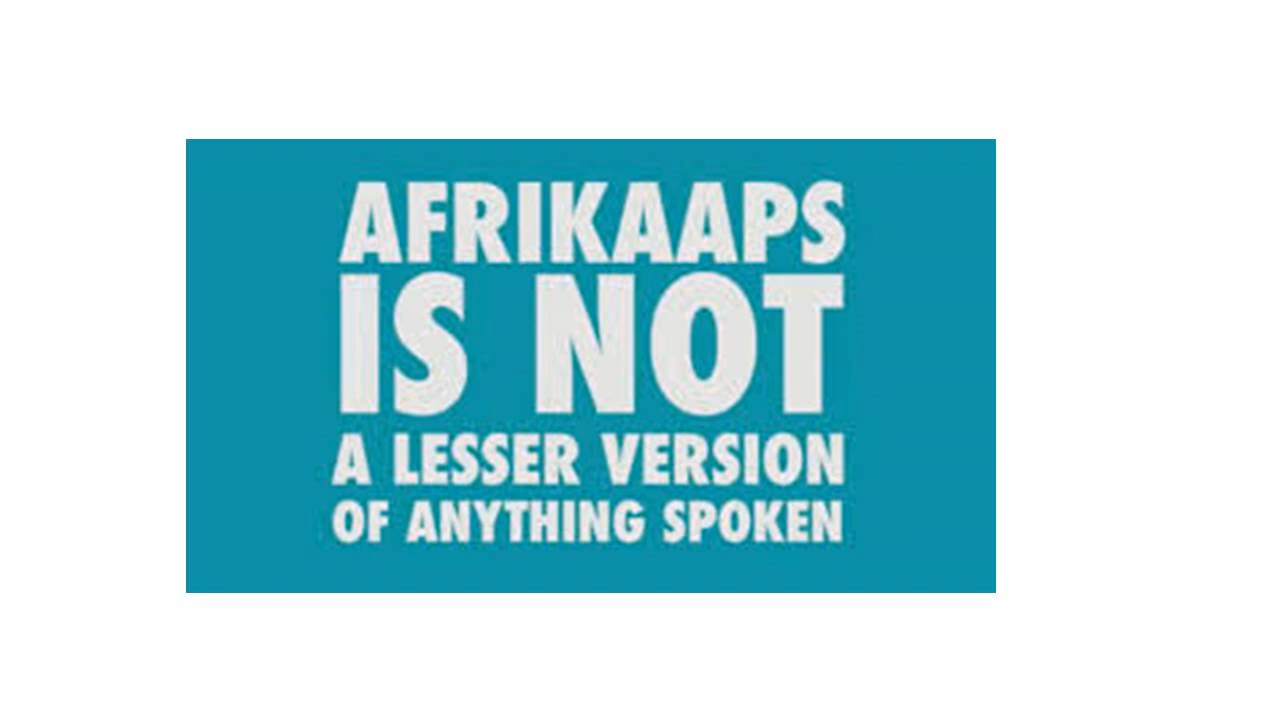 AFRIKAAPS
IS NOT
A LESSER VERSION
OF ANYTHING SPOKEN